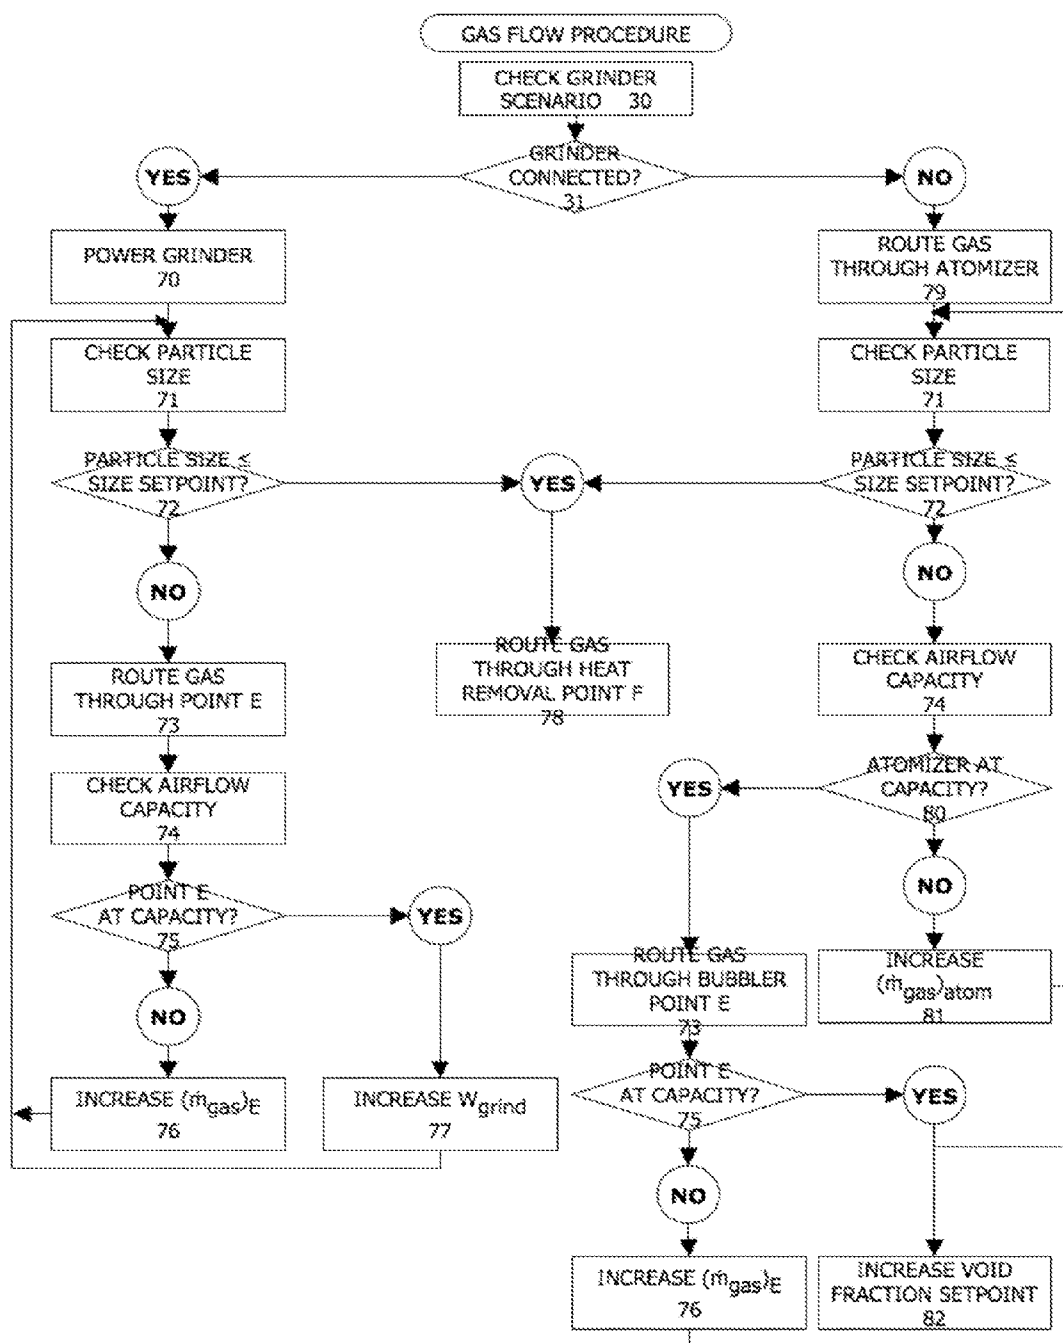 GAS FLOW PROCEDURE
CHECK GRINDER
SCENARIO 30
GRINDER
CONNECTED?
31
YES
NO
POWER GRINDER
70
ROUTE GAS
THROUGH ATOMIZER
79
CHECK PARTICLE
SIZE
71
CHECK PARTICLE
SIZE
71
PARTICLE SIZE ≤
SIZE SETPOINT?
72
YES
PARTICLE SIZE ≤
SIZE SETPOINT?
72
NO
NO
ROUTE GAS
THROUGH POINT E
73
ROUTE GAS
THROUGH HEAT
REMOVAL POINT F
78
CHECK AIRFLOW
CAPACITY
74
CHECK AIRFLOW
CAPACITY
74
YES
ATOMIZER AT
CAPACITY?
80
POINT E
AT CAPACITY?
75
YES
NO
ROUTE GAS
THROUGH BUBBLER
POINT E
73
INCREASE
(ṁgas)atom
81
NO
POINT E
AT CAPACITY?
75
YES
INCREASE (ṁgas)E
76
INCREASE Wgrind
77
NO
INCREASE (ṁgas)E
76
INCREASE VOID
FRACTION SETPOINT
82